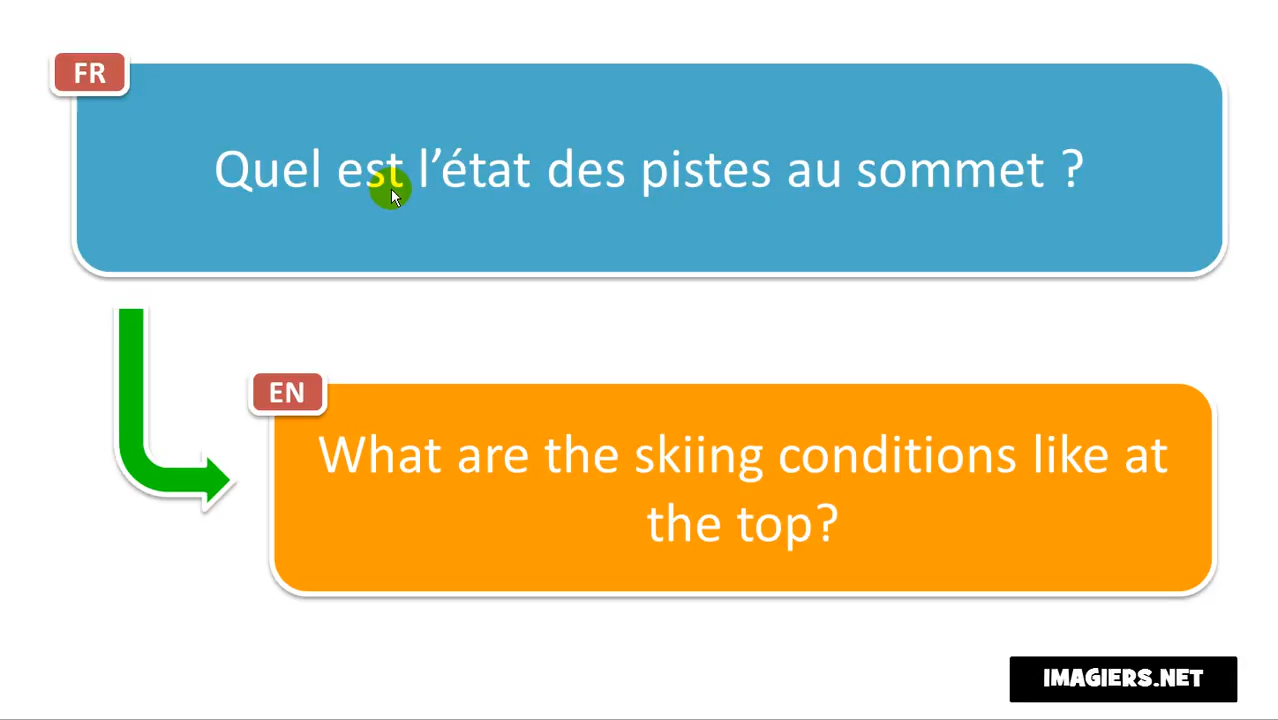 FR
Quel est l’état des pistes au sommet ?
EN
What are the skiing conditions like at
the top?
IMAGIERS.NET